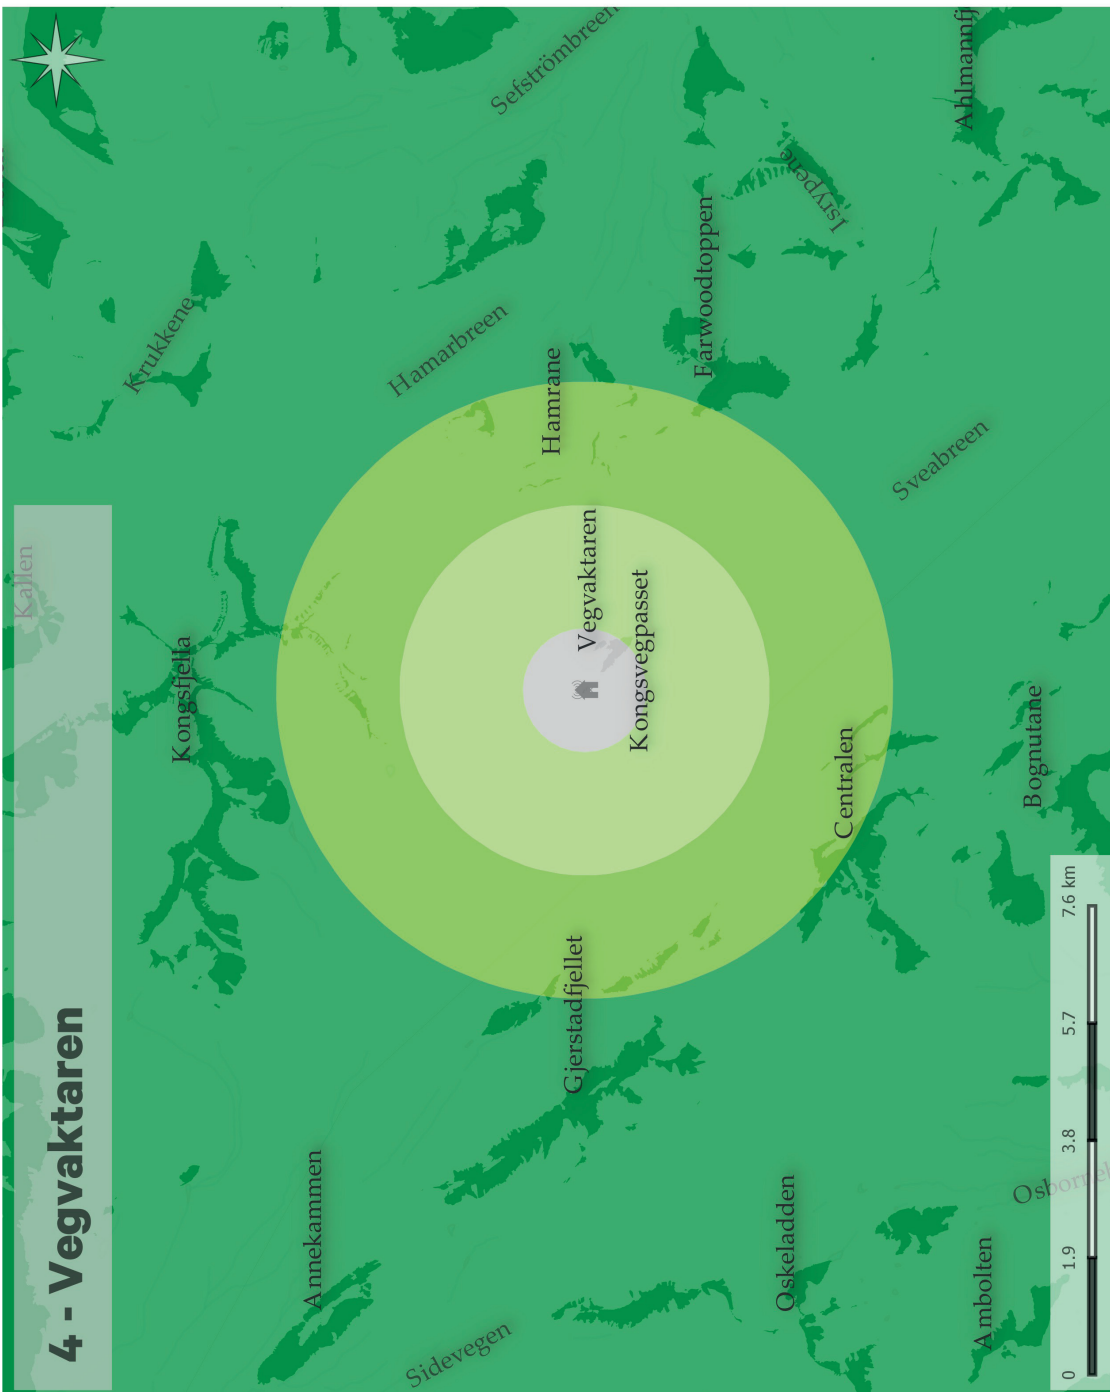 4 - Vegvaktaren
Kallen
Krukkene
Kongsfjella
Annekammen
Hamarbreen
Sidevegen
Sefströmbreen
Hamrane
Gjerstadfjellet
Vegvaktaren
Kongsvegpasset
Farwoodtoppen
Oskeladden
Isrypene
Centralen
Sveabreen
Ahlmannfj
Ambolten
Bognutane
0 1.9 3.8 5.7 7.6 km